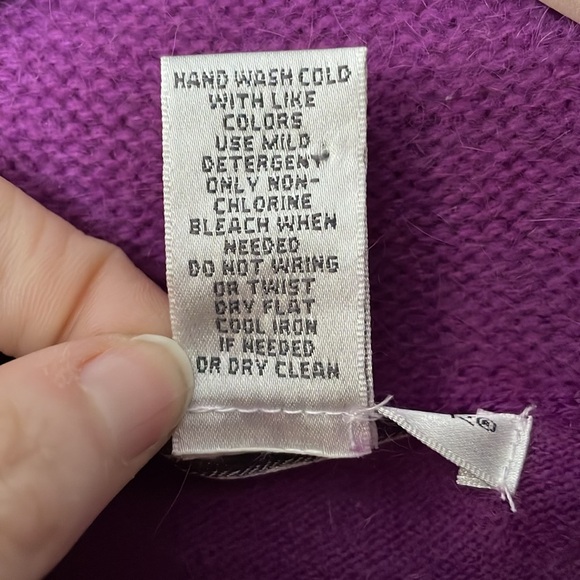 HAND WASH COLD
WITH LIKE
COLORS
USE MILD
DETERGENT
ONLY NON-
CHLORINE
BLEACH WHEN
NEEDED
DO NOT WRING
OR TWIST
DRY FLAT
COOL IRON
IF NEEDED
OR DRY CLEAN